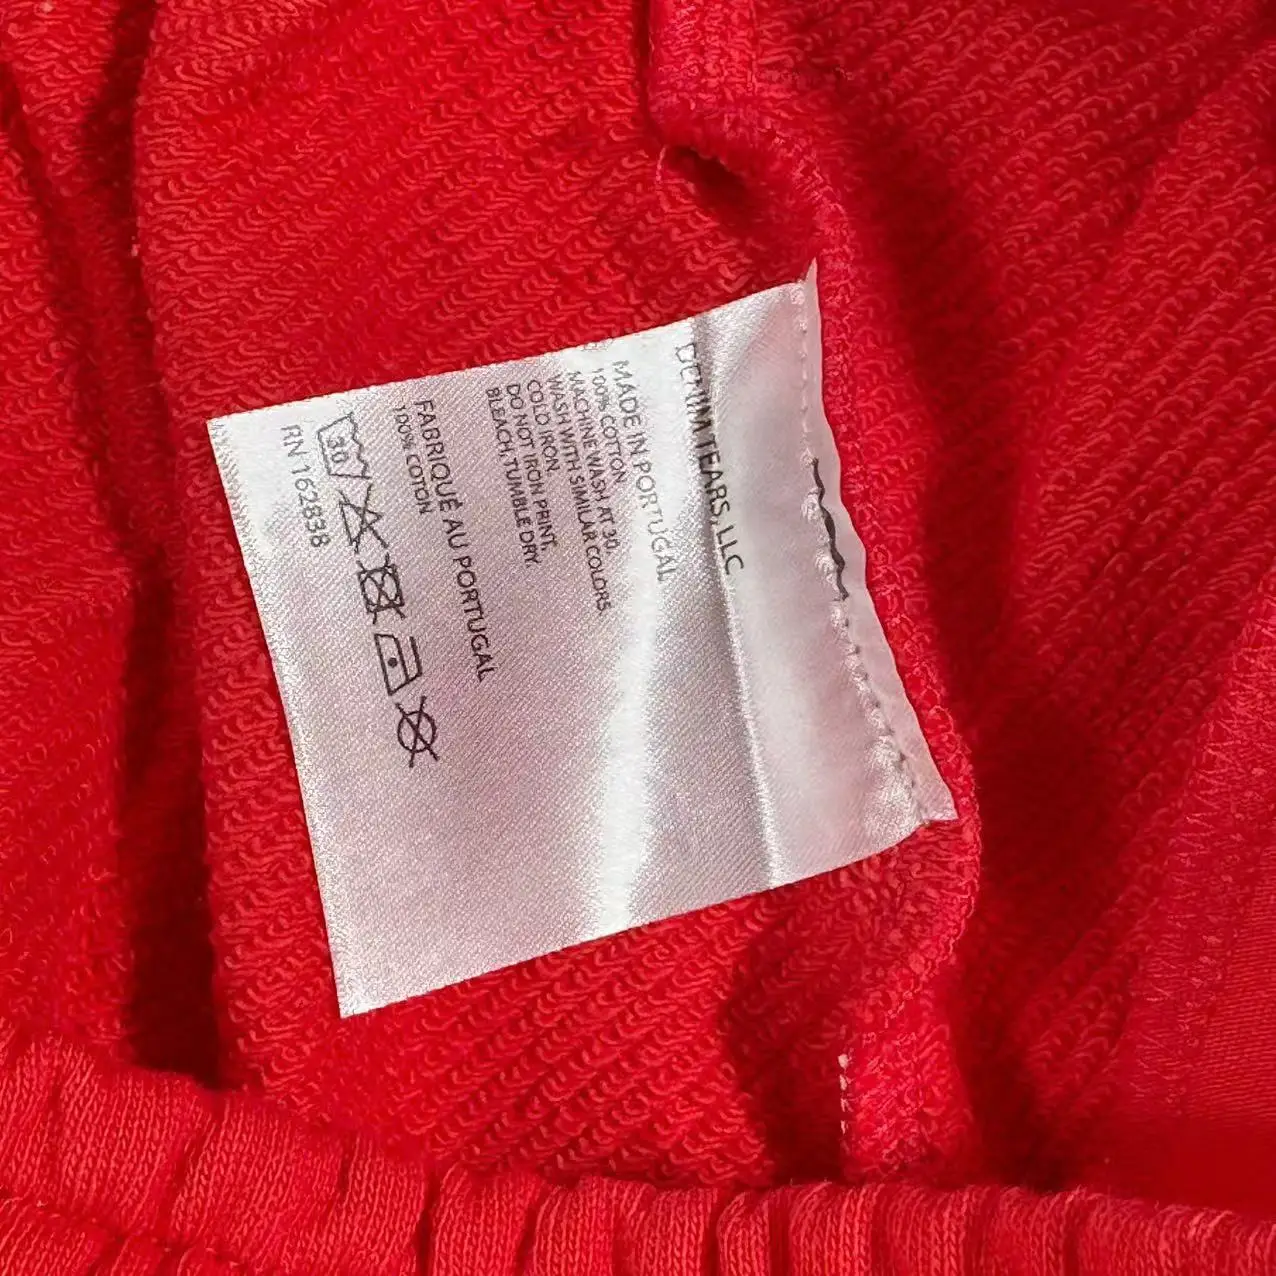 DENIM TEARS, LLC
MADE IN PORTUGAL
100% COTTON
MACHINE WASH AT 30.
WASH WITH SIMILAR COLORS
COLD IRON.
DO NOT IRON PRINT.
BLEACH, TUMBLE DRY.
FABRIQUÉ AU PORTUGAL
100% COTON
30
RN 162838